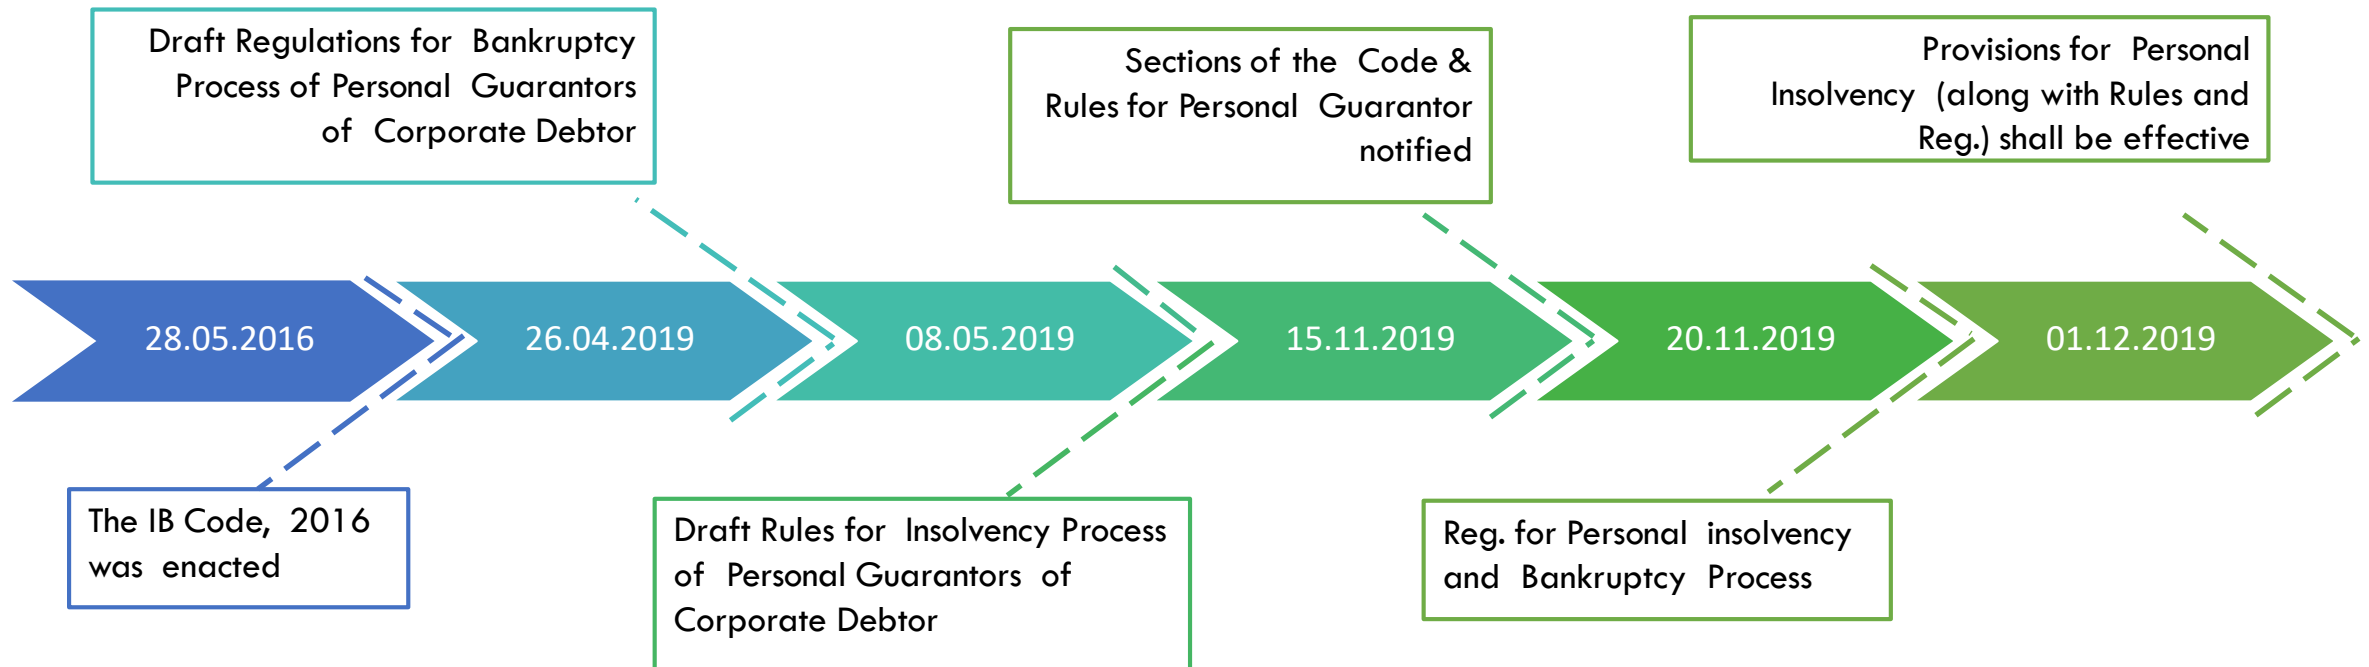 Draft Regulations for Bankruptcy
Process of Personal Guarantors
of Corporate Debtor
Sections of the Code &
Rules for Personal Guarantor
notified
Provisions for Personal
Insolvency (along with Rules and
Reg.) shall be effective
28.05.2016
26.04.2019
08.05.2019
15.11.2019
20.11.2019
01.12.2019
The IB Code, 2016
was enacted
Draft Rules for Insolvency Process
of Personal Guarantors of
Corporate Debtor
Reg. for Personal insolvency
and Bankruptcy Process